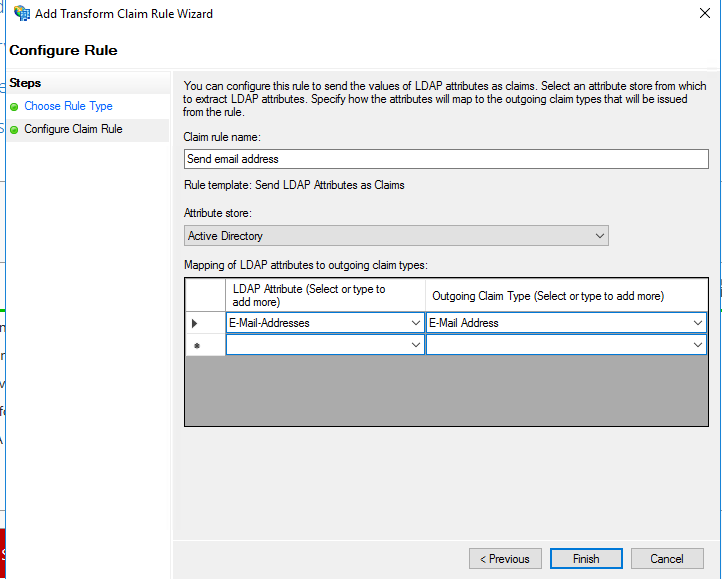 Add Transform Claim Rule Wizard
Configure Rule
Steps
Choose Rule Type
Configure Claim Rule
You can configure this rule to send the values of LDAP attributes as claims. Select an attribute store from which
to extract LDAP attributes. Specify how the attributes will map to the outgoing claim types that will be issued
from the rule.
Claim rule name:
Send email address
Rule template: Send LDAP Attributes as Claims
Attribute store:
Active Directory
Mapping of LDAP attributes to outgoing claim types:
LDAP Attribute (Select or type to
add more)
Outgoing Claim Type (Select or type to add more)
E-Mail-Addresses
E-Mail Address
< Previous
Finish
Cancel